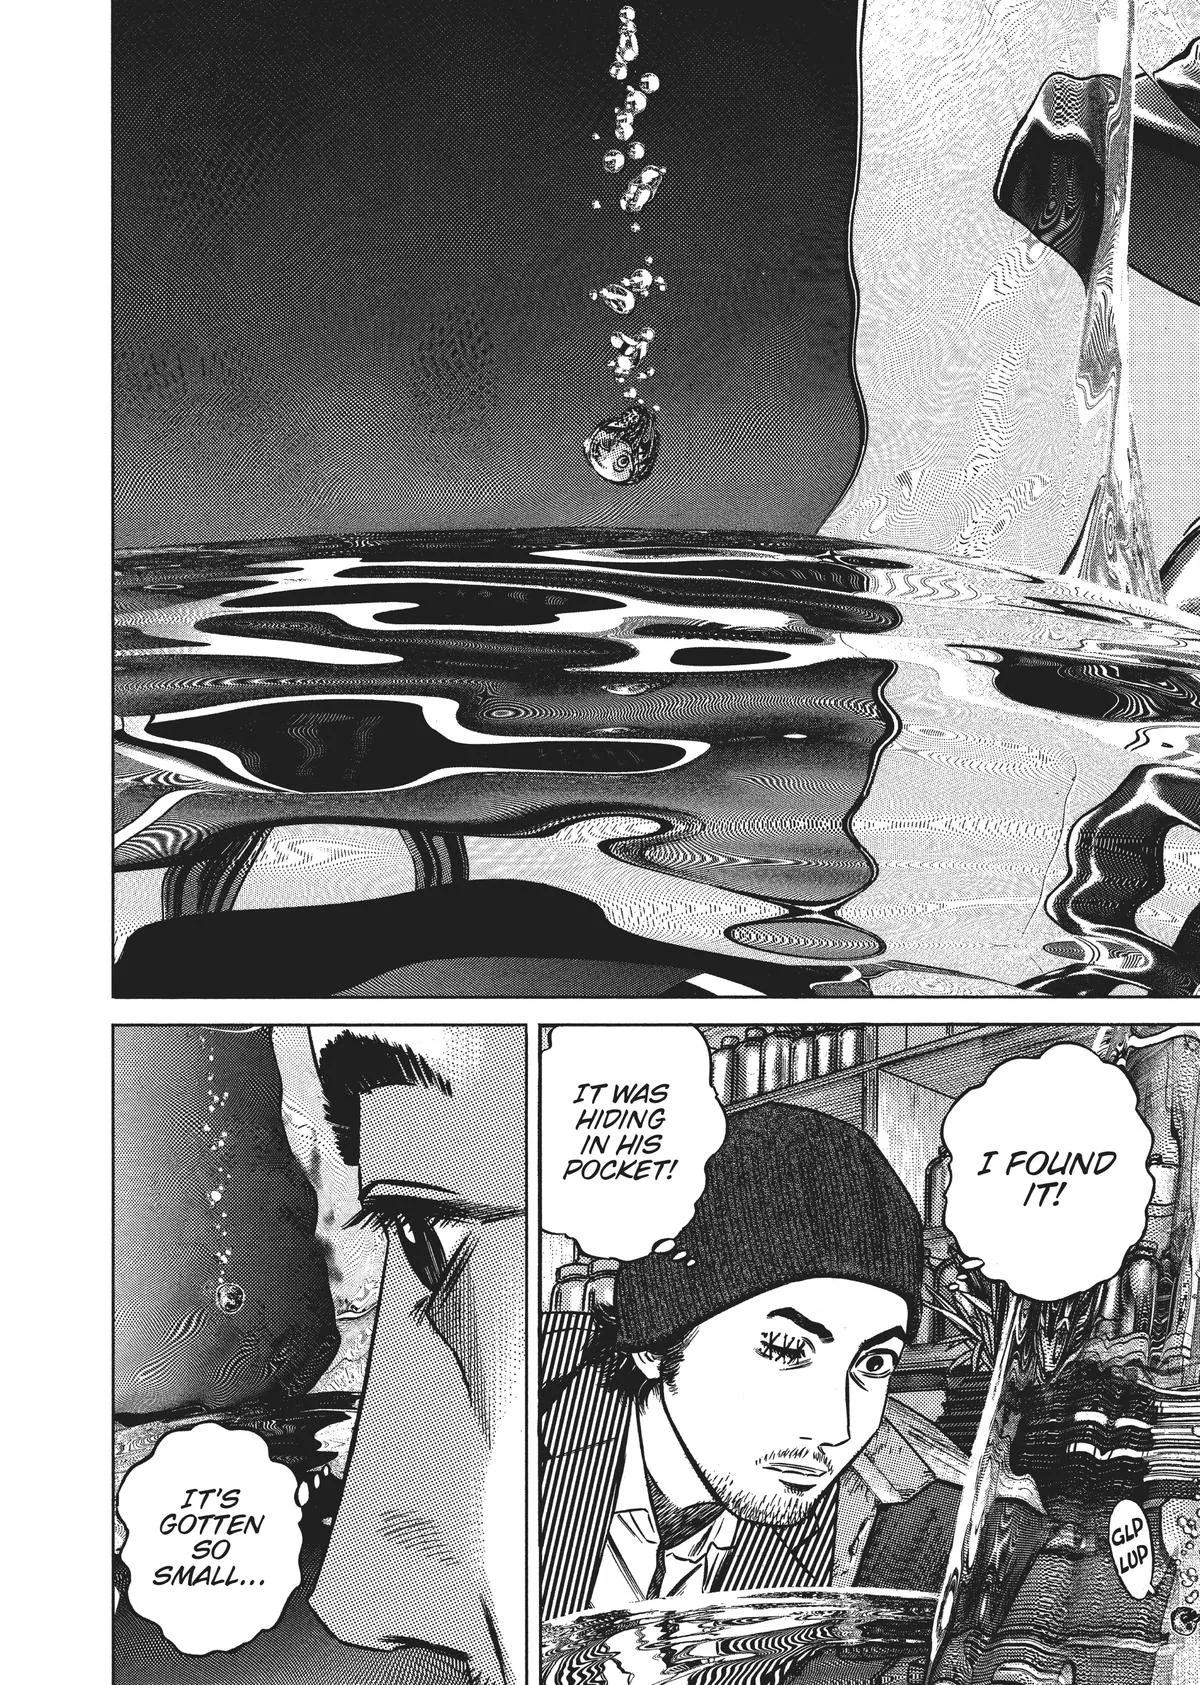 I FOUND
IT!
IT WAS
HIDING
IN HIS
POCKET!
GLP
LUP
IT'S
GOTTEN
SO
SMALL...